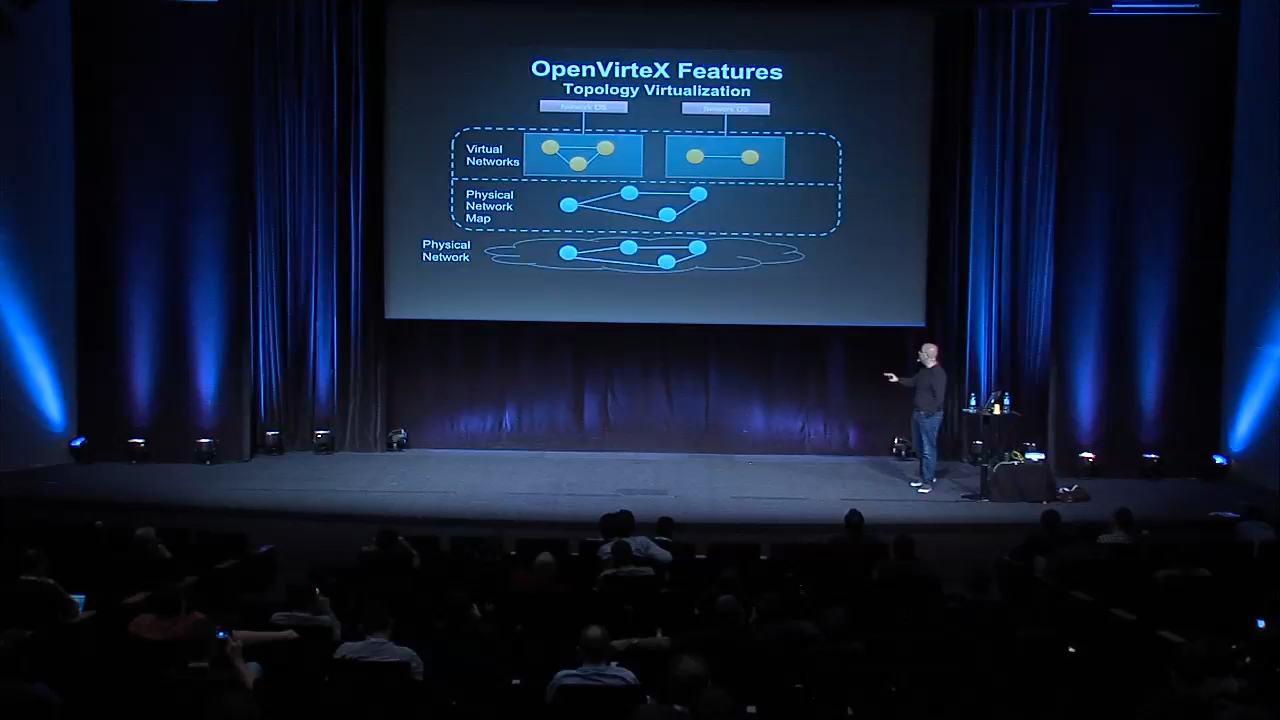 OpenVirteX Features
Topology Virtualization
Network OS
Network OS
Virtual
Networks
Physical
Network
Map
Physical
Network